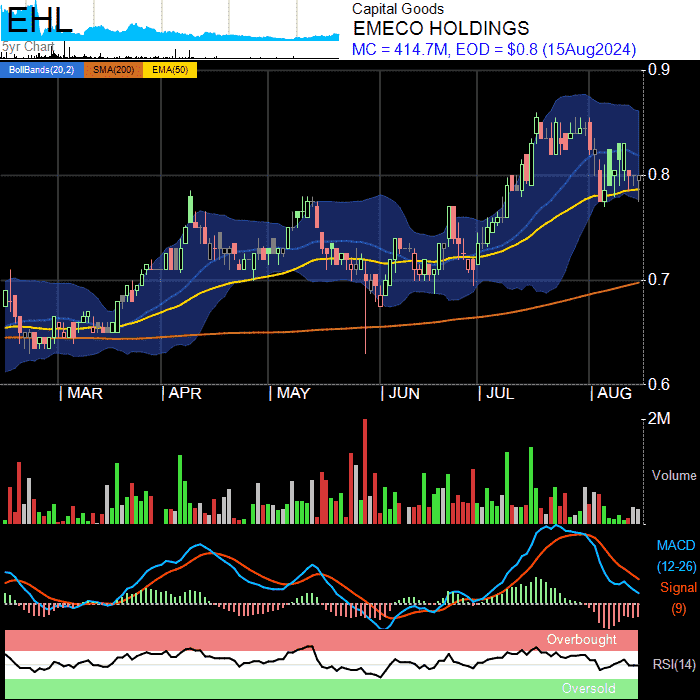 EHL
5yr Chart
Capital Goods
EMECO HOLDINGS
MC = 414.7M, EOD = $0.8 (15Aug2024)
BollBands(20,2) SMA(200) EMA(50)
0.9
0.8
0.7
0.6
MAR APR MAY JUN JUL AUG
2M
Volume
MACD
(12-26)
Signal
(9)
Overbought
RSI(14)
Oversold